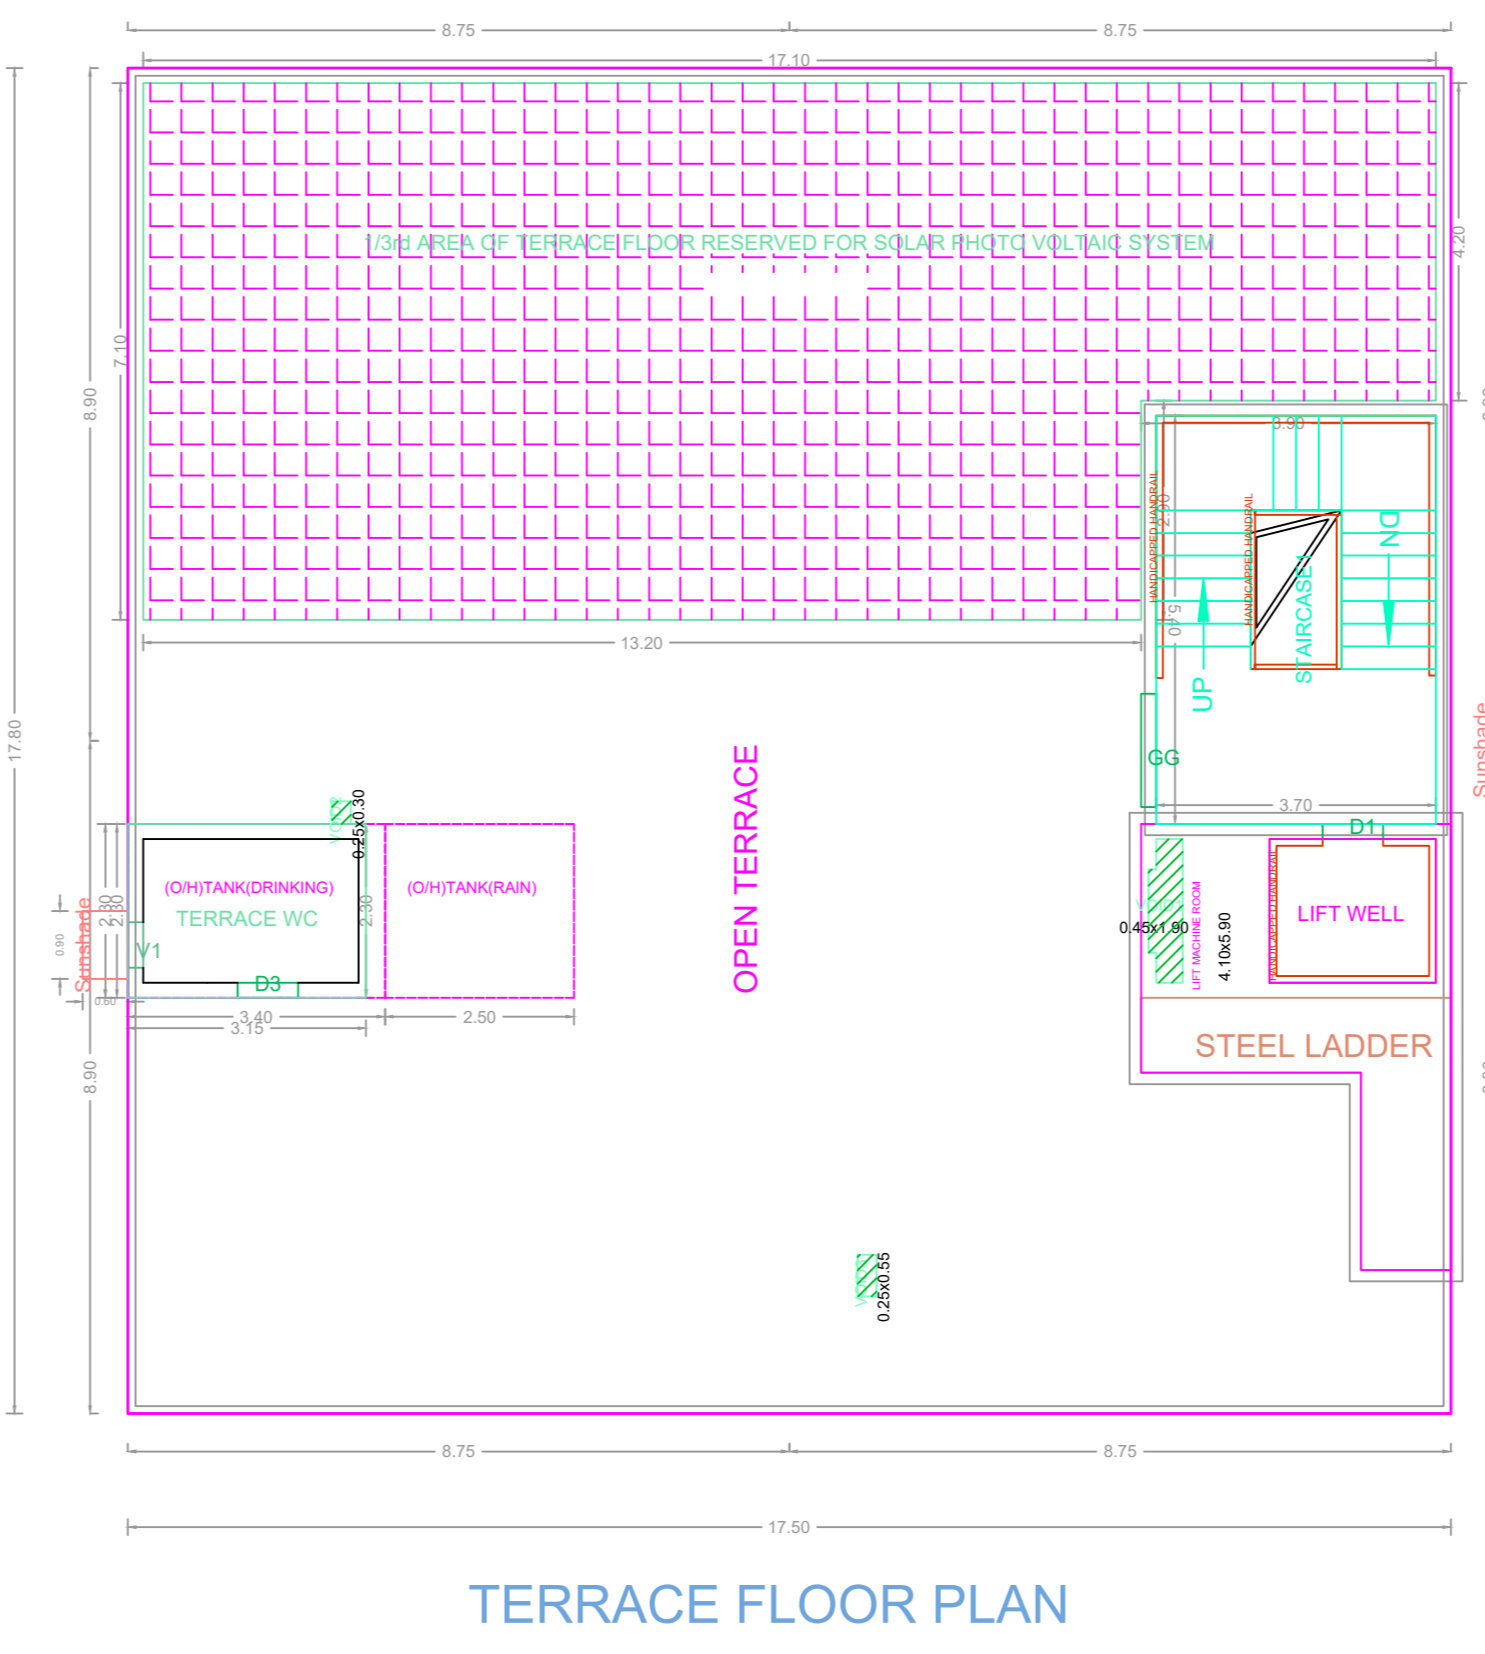 8.75
8.75
17.10
1/3rd AREA OF TERRACE FLOOR RESERVED FOR SOLAR PHOTO VOLTAIC SYSTEM
4.20
7.10
8.90
17.80
3.90
HANDICAPPED HANDRAIL
2.90
HANDICAPPED HANDRAIL
DN
STAIRCASE
5.40
UP
13.20
GG
Sunshade
3.70
D1
OPEN TERRACE
0.25x0.30
(O/H)TANK(DRINKING)
(O/H)TANK(RAIN)
TERRACE WC
2.30
2.30
2.30
Sunshade
0.90
V1
D3
0.60
3.40
2.50
3.15
0.45x1.90
LIFT MACHINE ROOM
4.10x5.90
HANDICAPPED HANDRAIL
LIFT WELL
STEEL LADDER
8.90
0.25x0.55
8.75
8.75
17.50
TERRACE FLOOR PLAN